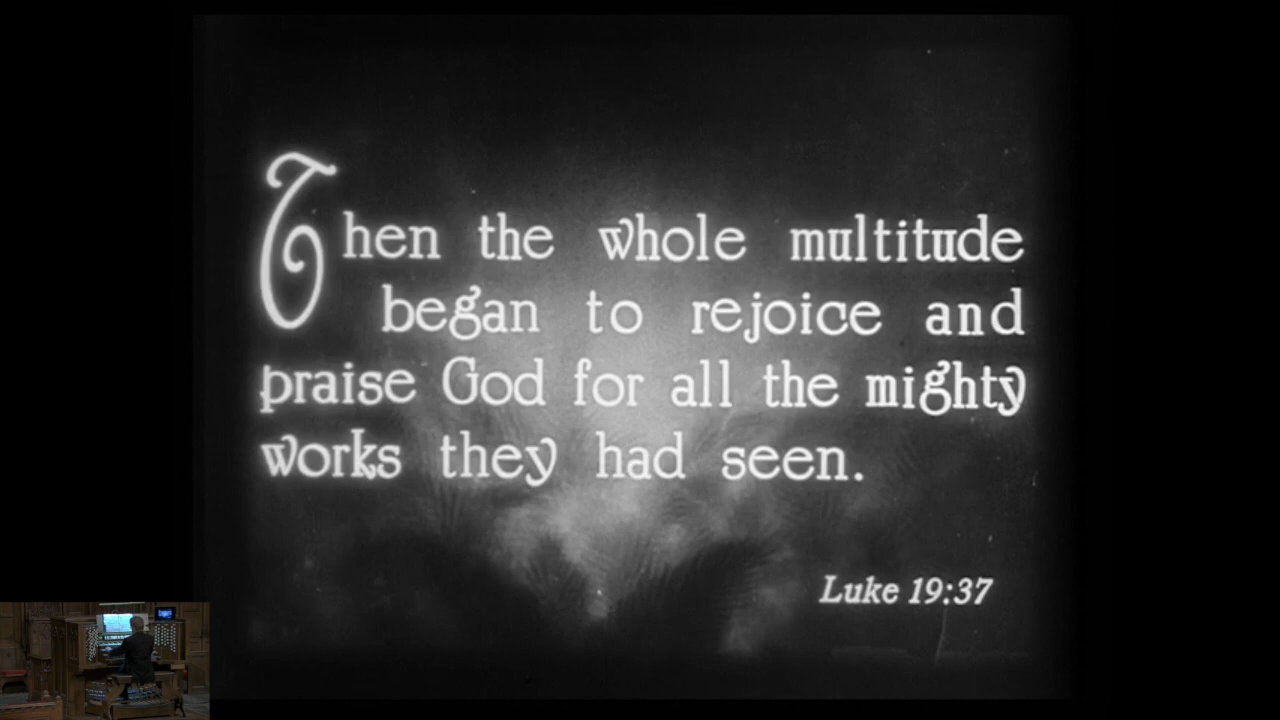 Then the whole multitude
began to rejoice and
praise God for all the mighty
works they had seen.
Luke 19:37